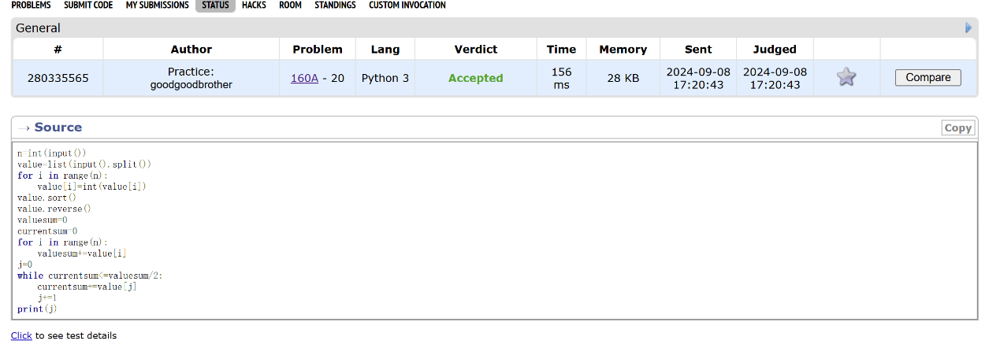 PROBLEMS SUBMIT CODE MY SUBMISSIONS STATUS HACKS ROOM STANDINGS CUSTOM INVOCATION
General
# Author Problem Lang Verdict Time Memory Sent Judged
280335565 Practice: goodgoodbrother 160A - 20 Python 3 Accepted 156 ms 28 KB 2024-09-08 17:20:43 2024-09-08 17:20:43 Compare
→ Source Copy
n=int(input())
value=list(input().split())
for i in range(n):
    value[i]=int(value[i])
value.sort()
value.reverse()
valuesum=0
currentsum=0
for i in range(n):
    valuesum+=value[i]
j=0
while currentsum<=valuesum/2:
    currentsum+=value[j]
    j+=1
print(j)
Click to see test details